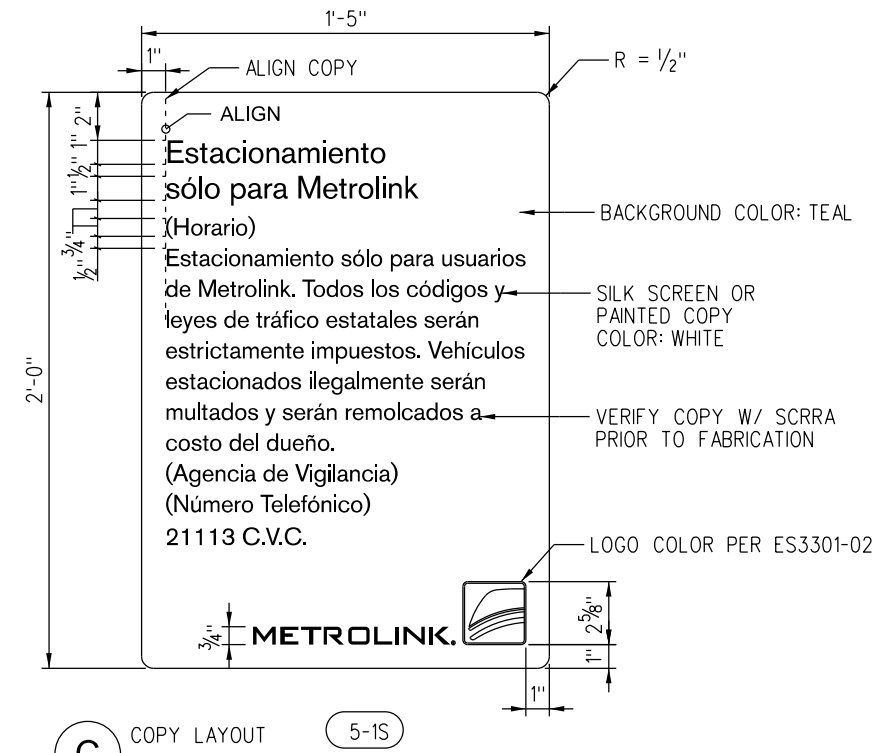 1'-5"
1"
ALIGN COPY
R = 1/2"
2"
ALIGN
1"
1/2"
1"
3/4"
1/2"
2'-0"
Estacionamiento
sólo para Metrolink
(Horario)
Estacionamiento sólo para usuarios
de Metrolink. Todos los códigos y
leyes de tráfico estatales serán
estrictamente impuestos. Vehículos
estacionados ilegalmente serán
multados y serán remolcados a
costo del dueño.
(Agencia de Vigilancia)
(Número Telefónico)
21113 C.V.C.
BACKGROUND COLOR: TEAL
SILK SCREEN OR
PAINTED COPY
COLOR: WHITE
VERIFY COPY W/ SCRRA
PRIOR TO FABRICATION
LOGO COLOR PER ES3301-02
3/4"
METROLINK.
2 5/8"
1"
1"
C
COPY LAYOUT
5-1S